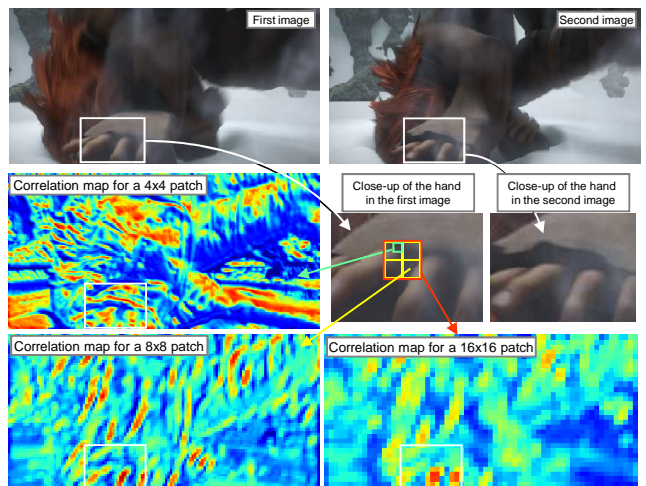 First image
Second image
Correlation map for a 4x4 patch
Close-up of the hand
in the first image
Close-up of the hand
in the second image
Correlation map for a 8x8 patch
Correlation map for a 16x16 patch